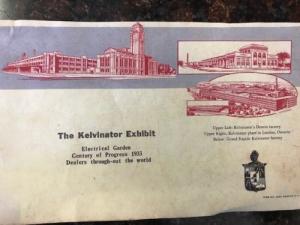 The Kelvinator Exhibit
Electrical Garden
Century of Progress 1933
Dealers through-out the world
Upper Left: Kelvinator's Detroit factory
Upper Right: Kelvinator plant in London, Ontario
Below: Grand Rapids Kelvinator factory